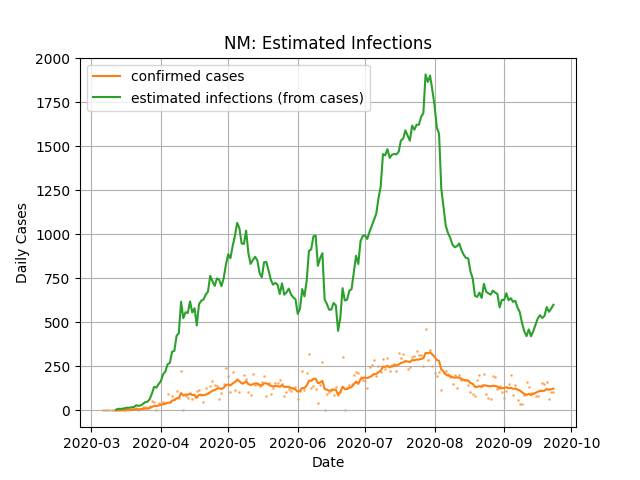 NM: Estimated Infections
confirmed cases
estimated infections (from cases)
Daily Cases
2000
1750
1500
1250
1000
750
500
250
0
2020-03 2020-04 2020-05 2020-06 2020-07 2020-08 2020-09 2020-10
Date